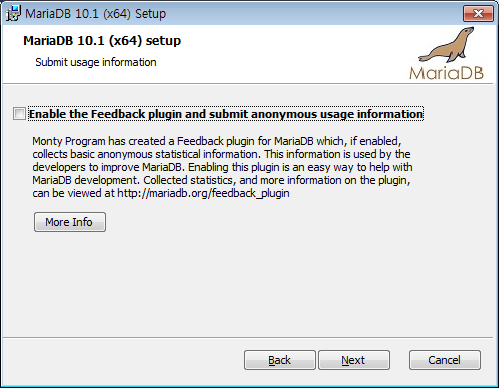 MariaDB 10.1 (x64) Setup
MariaDB 10.1 (x64) setup
Submit usage information
MariaDB
Enable the Feedback plugin and submit anonymous usage information
Monty Program has created a Feedback plugin for MariaDB which, if enabled,
collects basic anonymous statistical information. This information is used by the
developers to improve MariaDB. Enabling this plugin is an easy way to help with
MariaDB development. Collected statistics, and more information on the plugin,
can be viewed at http://mariadb.org/feedback_plugin
More Info
Back
Next
Cancel